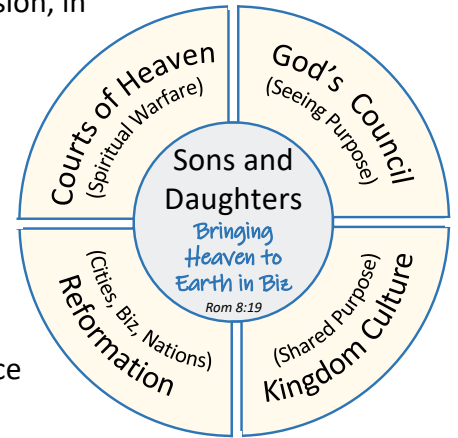 sion, in
Courts of Heaven
(Spiritual Warfare)
God's Council
(Seeing Purpose)
Sons and
Daughters
Bringing
Heaven to
Earth in Biz
Rom 8:19
(Cities, Biz, Nations)
Reformation
(Shared Purpose)
Kingdom Culture
ce